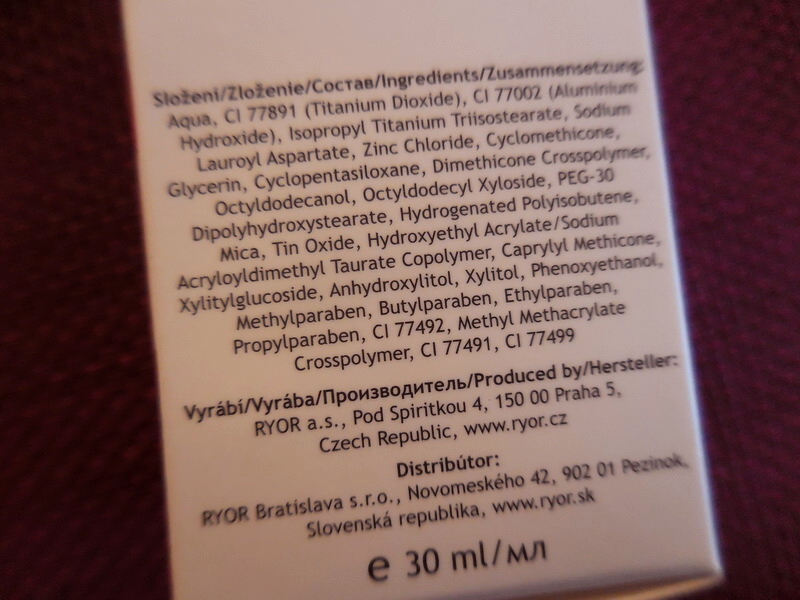 Složení/Zloženie/Состав/Ingredients/Zusammensetzung:
Aqua, CI 77891 (Titanium Dioxide), CI 77002 (Aluminium
Hydroxide), Isopropyl Titanium Triisostearate, Sodium
Lauroyl Aspartate, Zinc Chloride, Cyclomethicone,
Glycerin, Cyclopentasiloxane, Dimethicone Crosspolymer,
Octyldodecanol, Octyldodecyl Xyloside, PEG-30
Dipolyhydroxystearate, Hydrogenated Polyisobutene,
Mica, Tin Oxide, Hydroxyethyl Acrylate/Sodium
Acryloyldimethyl Taurate Copolymer, Caprylyl Methicone,
Xylitylglucoside, Anhydroxylitol, Xylitol, Phenoxyethanol,
Methylparaben, Butylparaben, Ethylparaben,
Propylparaben, CI 77492, Methyl Methacrylate
Crosspolymer, CI 77491, CI 77499
Vyrábí/Vyrába/Производитель/Produced by/Hersteller:
RYOR a.s., Pod Spiritkou 4, 150 00 Praha 5,
Czech Republic, www.ryor.cz
Distribútor:
RYOR Bratislava s.r.o., Novomeského 42, 902 01 Pezinok,
Slovenská republika, www.ryor.sk
e 30 ml/мл